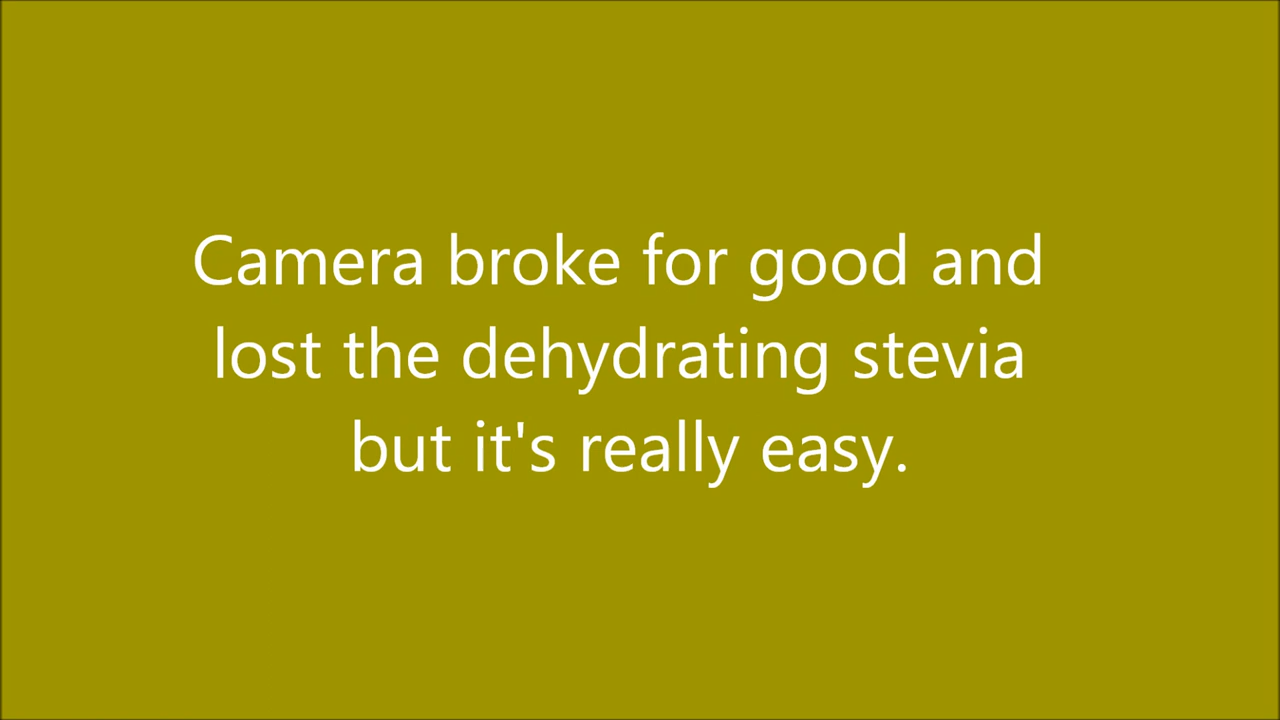 Camera broke for good and
lost the dehydrating stevia
but it's really easy.